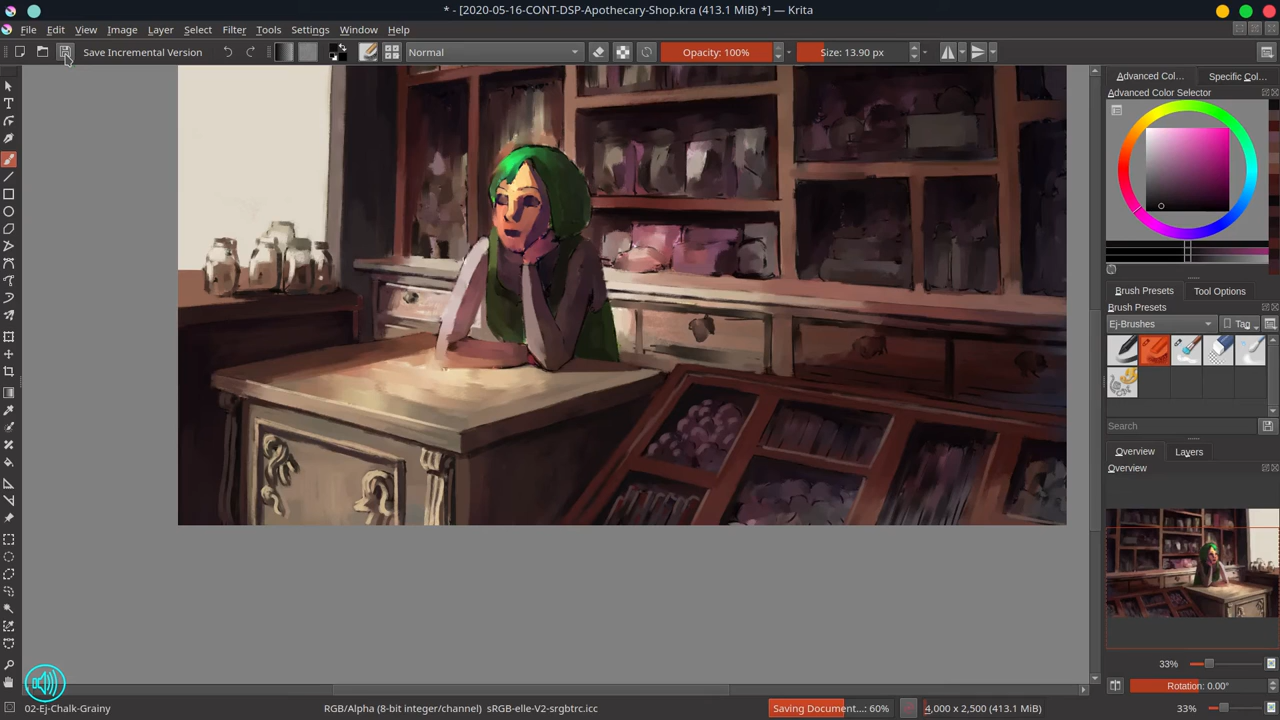 * - [2020-05-16-CONT-DSP-Apothecary-Shop.kra (413.1 MiB) *] — Krita
File Edit View Image Layer Select Filter Tools Settings Window Help
Save Incremental Version Normal Opacity: 100% Size: 13.90 px
Advanced Col... Specific Col...
Advanced Color Selector
Brush Presets Tool Options
Brush Presets
Ej-Brushes Tag
Search
Overview Layers
Overview
33%
Rotation: 0.00°
02-Ej-Chalk-Grainy RGB/Alpha (8-bit integer/channel) sRGB-elle-V2-srgbtrc.icc Saving Document...: 60% 4,000 x 2,500 (413.1 MiB) 33%